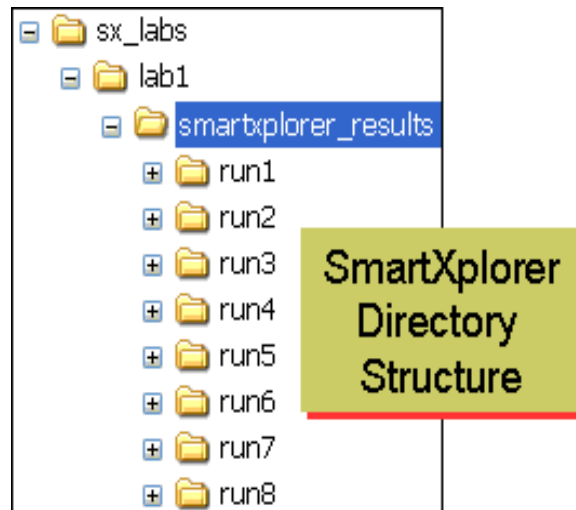 sx_labs
lab1
smartxplorer_results
run1
run2
run3
run4
run5
run6
run7
run8
SmartXplorer
Directory
Structure